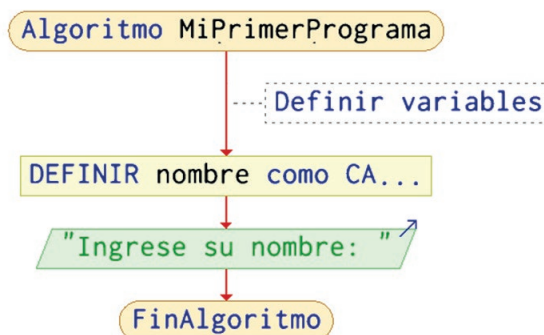 Algoritmo MiPrimerPrograma
Definir variables
DEFINIR nombre como CA...
"Ingrese su nombre: "
FinAlgoritmo